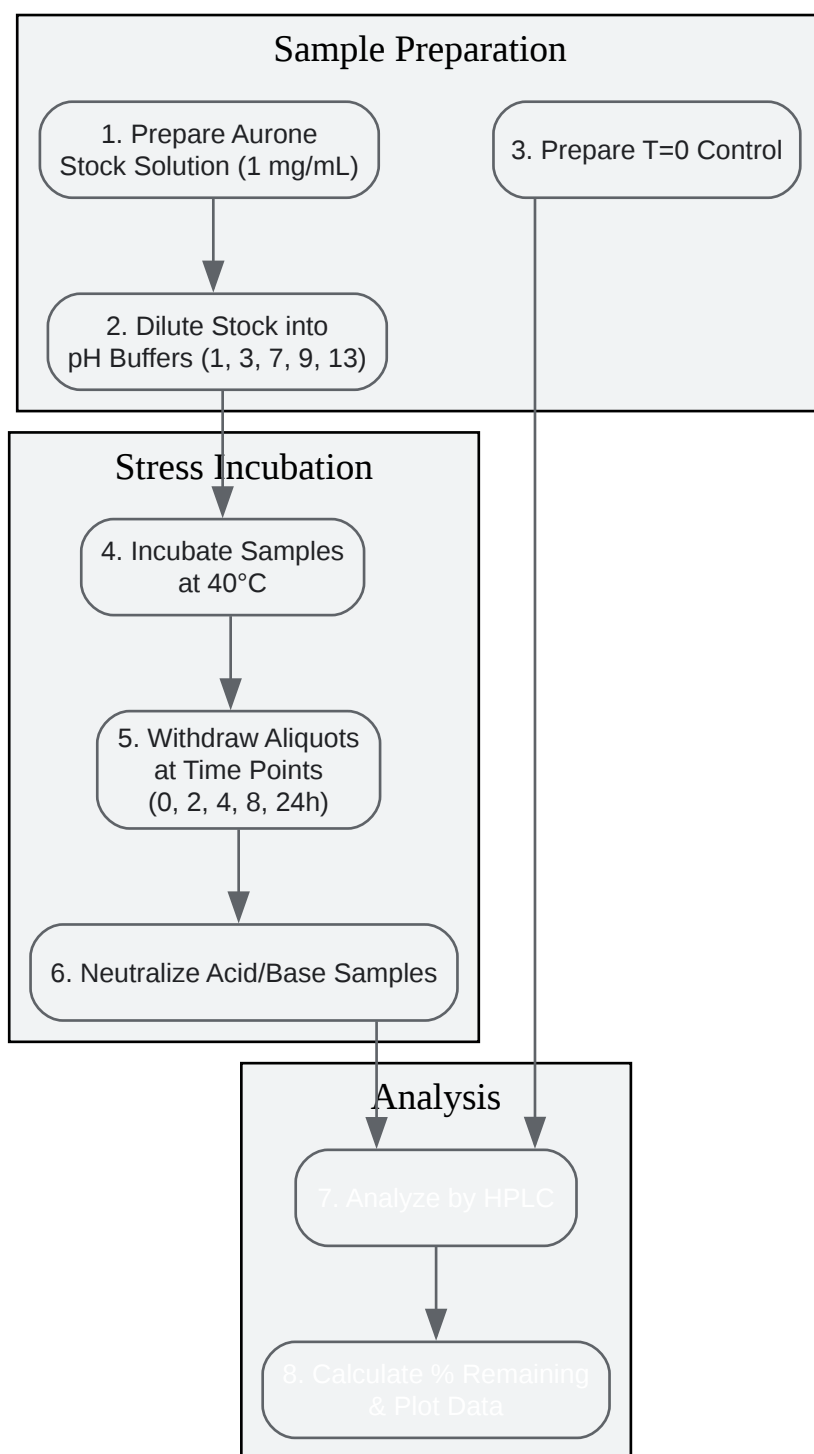 Sample Preparation
1. Prepare Aurone
Stock Solution (1 mg/mL)
3. Prepare T=0 Control
2. Dilute Stock into
pH Buffers (1, 3, 7, 9, 13)
Stress Incubation
4. Incubate Samples
at 40°C
5. Withdraw Aliquots
at Time Points
(0, 2, 4, 8, 24h)
6. Neutralize Acid/Base Samples
Analysis
7. Analyze by HPLC
8. Calculate % Remaining
& Plot Data